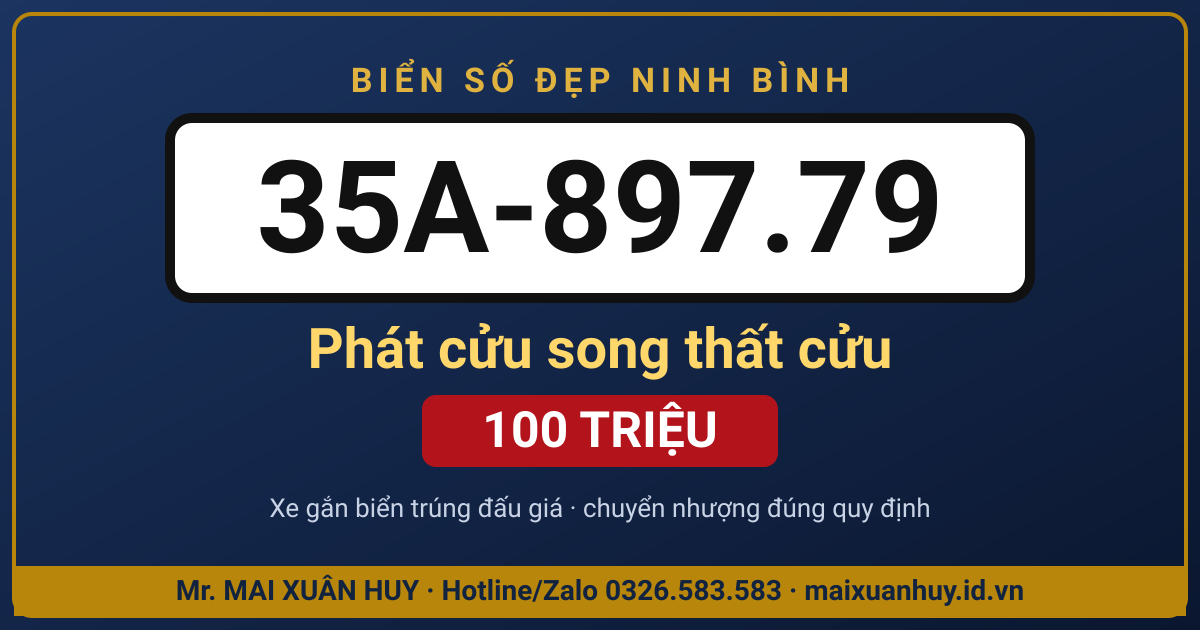 BIỂN SỐ ĐẸP NINH BÌNH
35A-897.79
Phát cửu song thất cửu
100 TRIỆU
Xe gắn biển trúng đấu giá · chuyển nhượng đúng quy định
Mr. MAI XUÂN HUY · Hotline/Zalo 0326.583.583 · maixuanhuy.id.vn